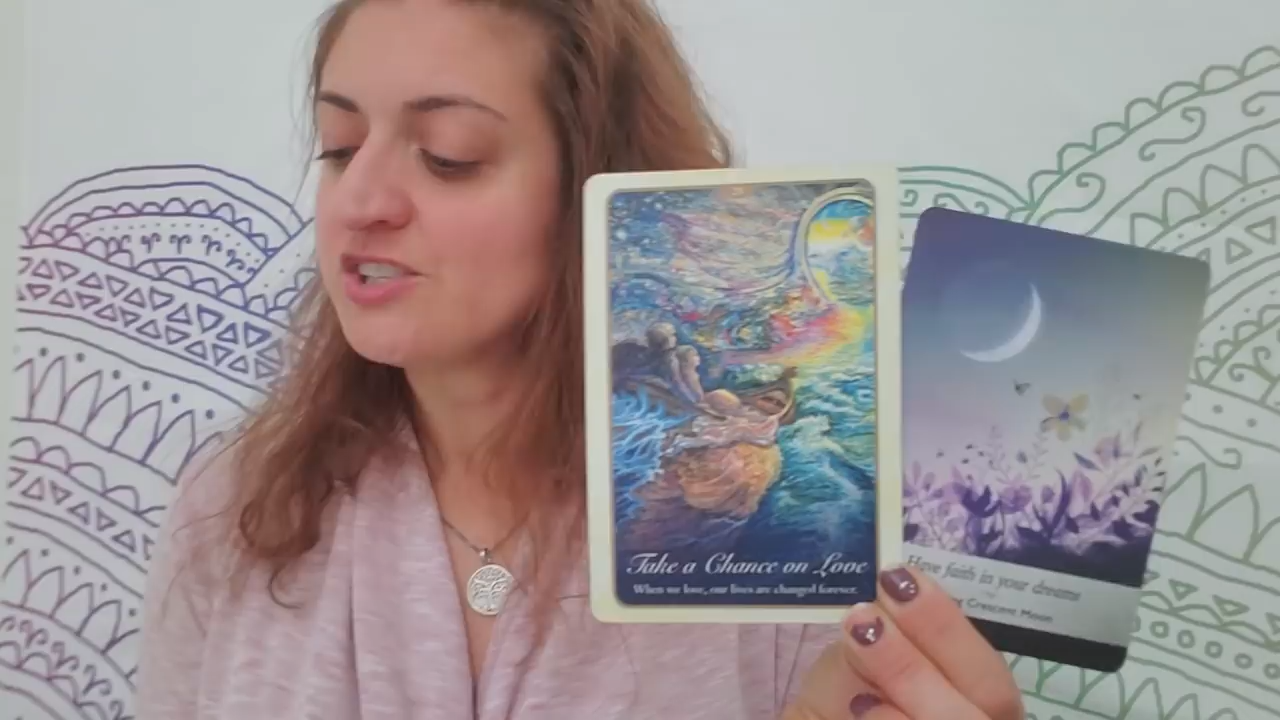 Take a Chance on Love
When we love, our lives are changed forever.
Have faith in your dreams
Crescent Moon